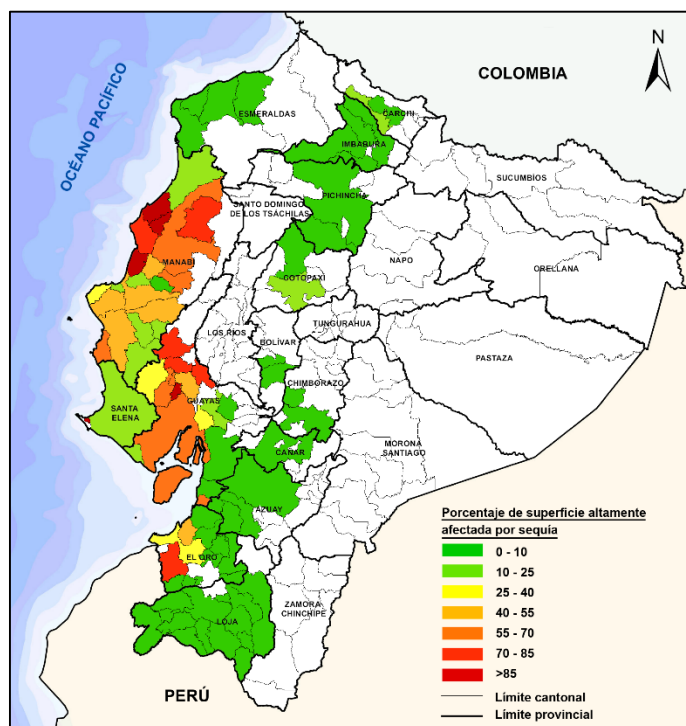 N
COLOMBIA
OCÉANO PACÍFICO
ESMERALDAS
CARCHI
IMBABURA
SUCUMBIOS
PICHINCHA
SANTO DOMINGO
DE LOS TSÁCHILAS
MANABÍ
NAPO
ORELLANA
COTOPAXI
LOS RÍOS
TUNGURAHUA
BOLÍVAR
PASTAZA
CHIMBORAZO
SANTA
ELENA
GUAYAS
MORONA
SANTIAGO
CAÑAR
AZUAY
EL ORO
ZAMORA
CHINCHIPE
LOJA
PERÚ
Porcentaje de superficie altamente
afectada por sequía
0 - 10
10 - 25
25 - 40
40 - 55
55 - 70
70 - 85
>85
Límite cantonal
Límite provincial